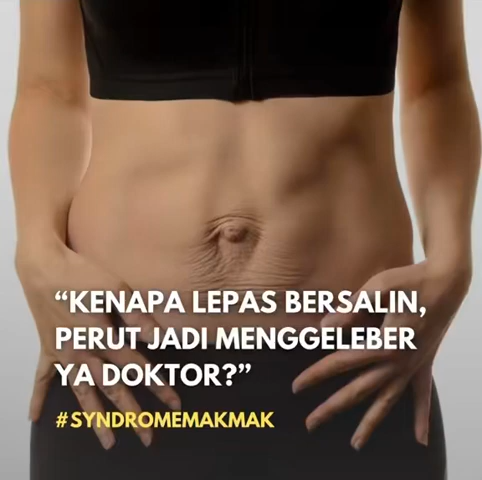 “KENAPA LEPAS BERSALIN,
PERUT JADI MENGGELEBER
YA DOKTOR?”
#SYNDROMEMAKMAK